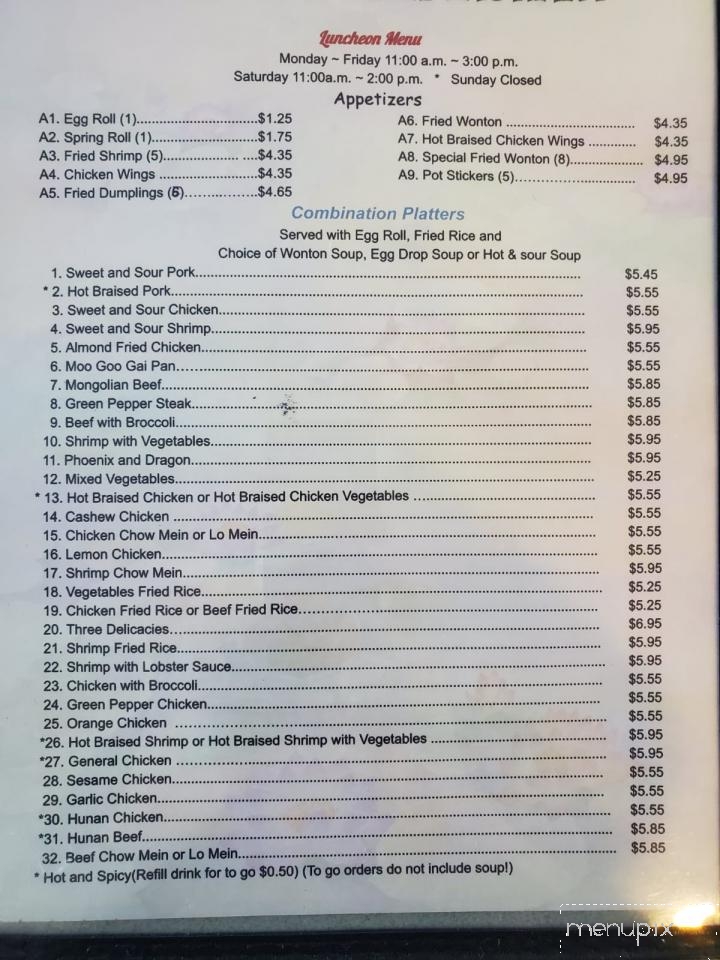 Luncheon Menu
Monday ~ Friday 11:00 a.m. ~ 3:00 p.m.
Saturday 11:00a.m. ~ 2:00 p.m. * Sunday Closed
Appetizers
A1. Egg Roll (1)..............................$1.25
A2. Spring Roll (1)..........................$1.75
A3. Fried Shrimp (5)................... ... ....$4.35
A4. Chicken Wings ........................$4.35
A5. Fried Dumplings (6)..................$4.65
A6. Fried Wonton ................................ $4.35
A7. Hot Braised Chicken Wings ............ $4.35
A8. Special Fried Wonton (8)......................... $4.95
A9. Pot Stickers (5)............................... $4.95
Combination Platters
Served with Egg Roll, Fried Rice and
Choice of Wonton Soup, Egg Drop Soup or Hot & sour Soup
1. Sweet and Sour Pork.................... $5.45
* 2. Hot Braised Pork.................... $5.55
3. Sweet and Sour Chicken.................... $5.55
4. Sweet and Sour Shrimp.................... $5.95
5. Almond Fried Chicken.................... $5.55
6. Moo Goo Gai Pan.................... $5.55
7. Mongolian Beef.................... $5.85
8. Green Pepper Steak.................... $5.85
9. Beef with Broccoli.................... $5.85
10. Shrimp with Vegetables.................... $5.95
11. Phoenix and Dragon.................... $5.95
12. Mixed Vegetables.................... $5.25
* 13. Hot Braised Chicken or Hot Braised Chicken Vegetables .................... $5.55
14. Cashew Chicken .................... $5.55
15. Chicken Chow Mein or Lo Mein.................... $5.55
16. Lemon Chicken.................... $5.55
17. Shrimp Chow Mein.................... $5.95
18. Vegetables Fried Rice.................... $5.25
19. Chicken Fried Rice or Beef Fried Rice.................... $5.25
20. Three Delicacies.................... $6.95
21. Shrimp Fried Rice.................... $5.95
22. Shrimp with Lobster Sauce.................... $5.95
23. Chicken with Broccoli.................... $5.55
24. Green Pepper Chicken.................... $5.55
25. Orange Chicken .................... $5.55
*26. Hot Braised Shrimp or Hot Braised Shrimp with Vegetables .................... $5.95
*27. General Chicken .................... $5.95
28. Sesame Chicken.................... $5.55
29. Garlic Chicken.................... $5.55
*30. Hunan Chicken.................... $5.55
*31. Hunan Beef.................... $5.85
32. Beef Chow Mein or Lo Mein.................... $5.85
* Hot and Spicy(Refill drink for to go $0.50) (To go orders do not include soup!)
menupix